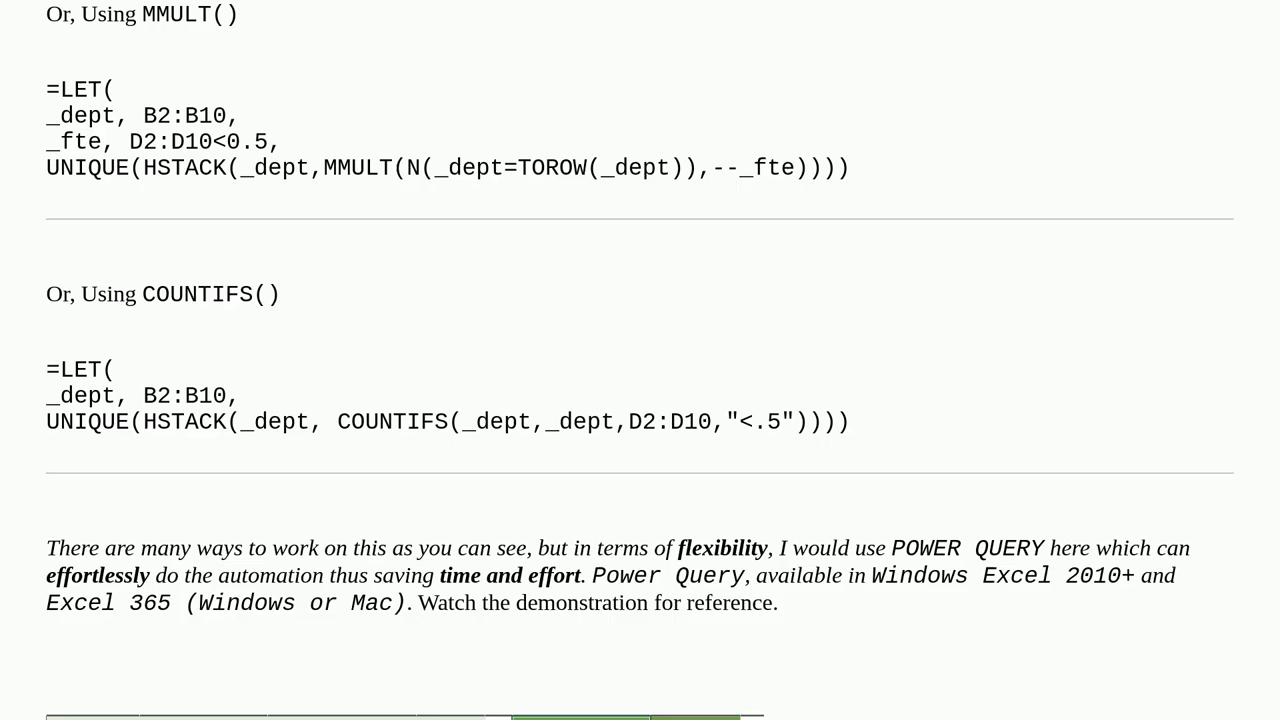 Or, Using MMULT()
=LET(
_dept, B2:B10,
_fte, D2:D10<0.5,
UNIQUE(HSTACK(_dept,MMULT(N(_dept=TOROW(_dept)),--_fte))))
Or, Using COUNTIFS()
=LET(
_dept, B2:B10,
UNIQUE(HSTACK(_dept, COUNTIFS(_dept,_dept,D2:D10,"<.5"))))
There are many ways to work on this as you can see, but in terms of flexibility, I would use POWER QUERY here which can
effortlessly do the automation thus saving time and effort. Power Query, available in Windows Excel 2010+ and
Excel 365 (Windows or Mac). Watch the demonstration for reference.